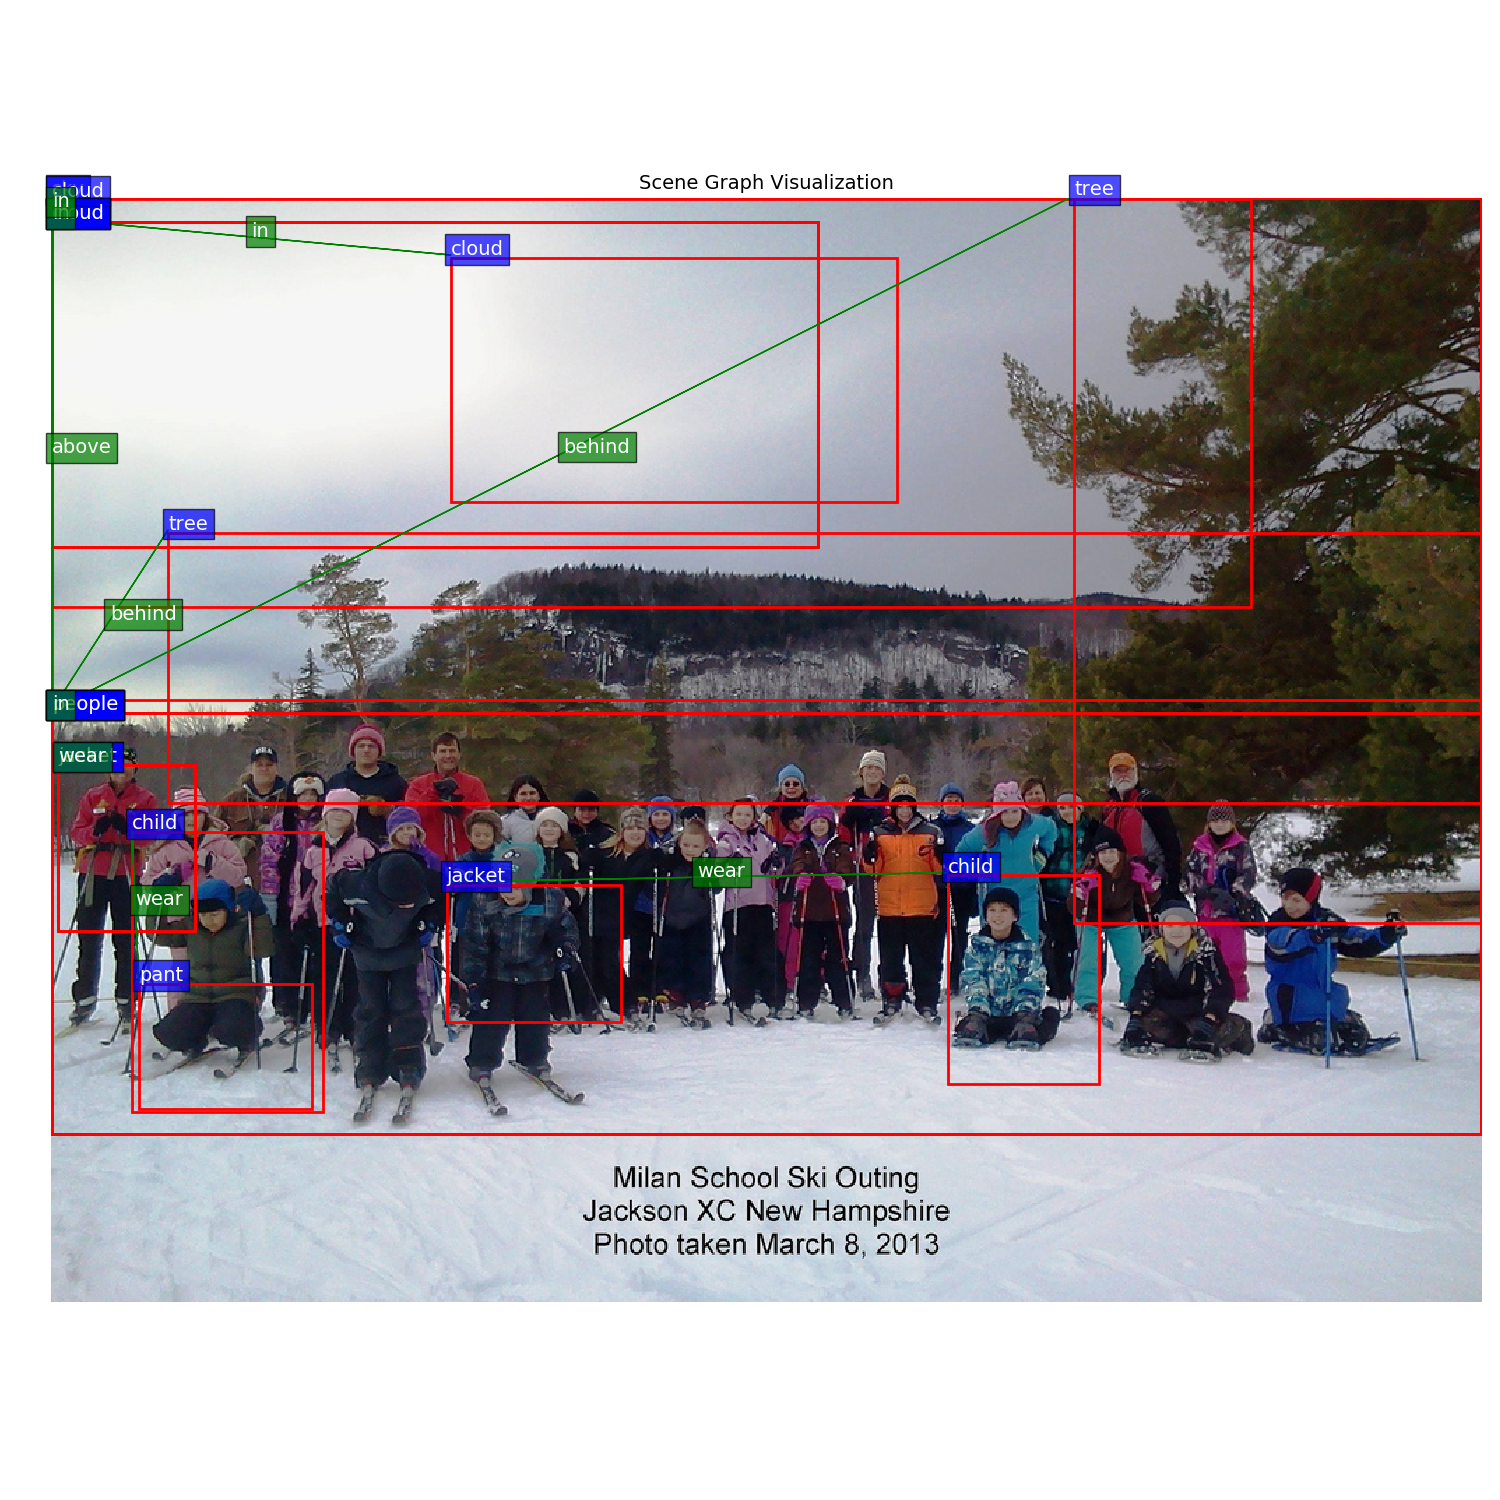 Scene Graph Visualization
cloud
in
cloud
tree
in
cloud
above
behind
tree
behind
in
people
wear
child
jacket
wear
child
wear
pant
Milan School Ski Outing
Jackson XC New Hampshire
Photo taken March 8, 2013